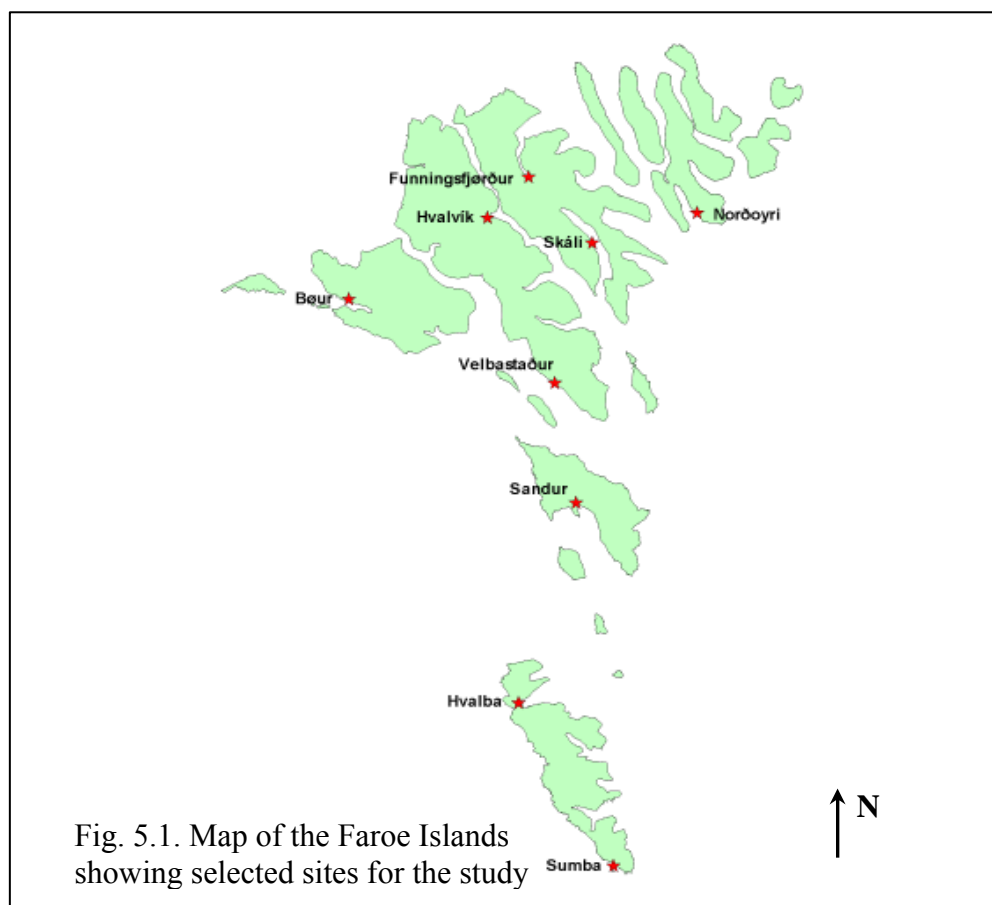 Funningsfjørður
Hvalvík
Norðoyri
Skáli
Bøur
Velbastaður
Sandur
Hvalba
N
Fig. 5.1. Map of the Faroe Islands
showing selected sites for the study
Sumba